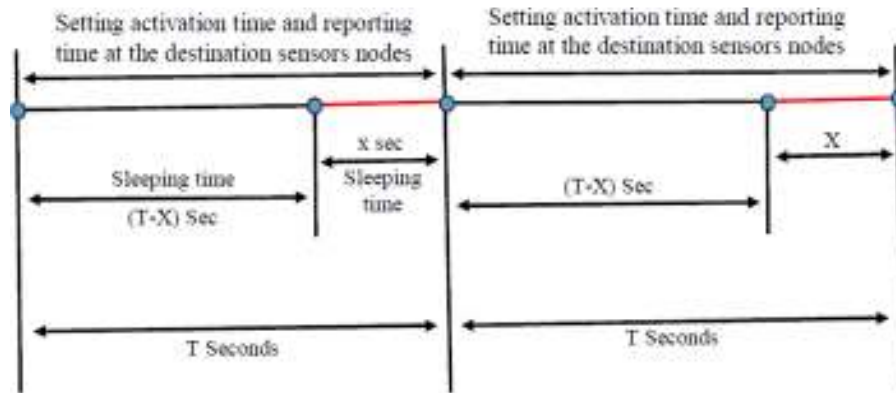 Setting activation time and reporting
time at the destination sensors nodes
Setting activation time and reporting
time at the destination sensors nodes
x sec
Sleeping
time
Sleeping time
(T-X) Sec
X
(T-X) Sec
T Seconds
T Seconds